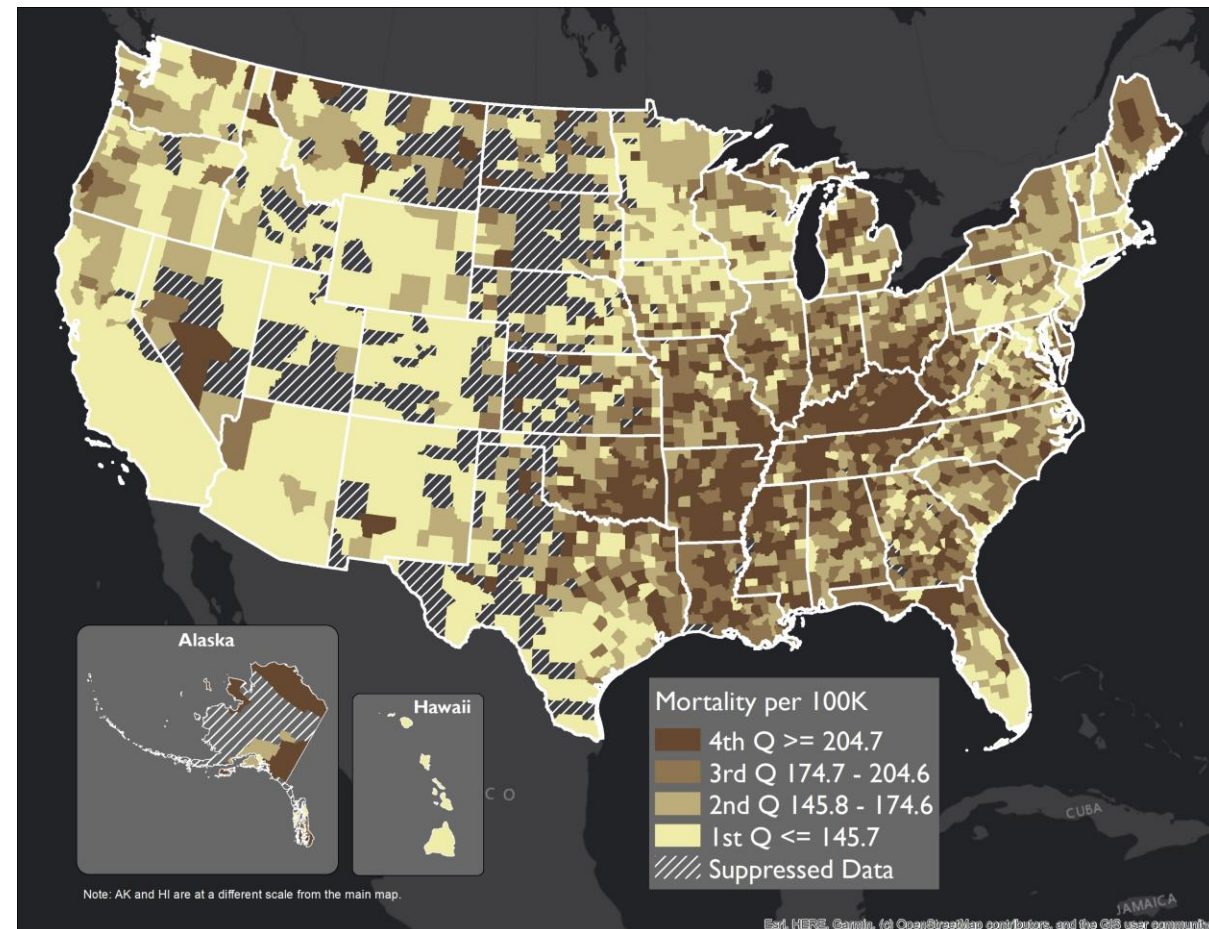 Alaska
Hawaii
Mortality per 100K
4th Q >= 204.7
3rd Q 174.7 - 204.6
2nd Q 145.8 - 174.6
1st Q <= 145.7
Suppressed Data
C O
CUBA
JAMAICA
Note: AK and HI are at a different scale from the main map.
Esri, HERE, Garmin, (c) OpenStreetMap contributors, and the GIS user community